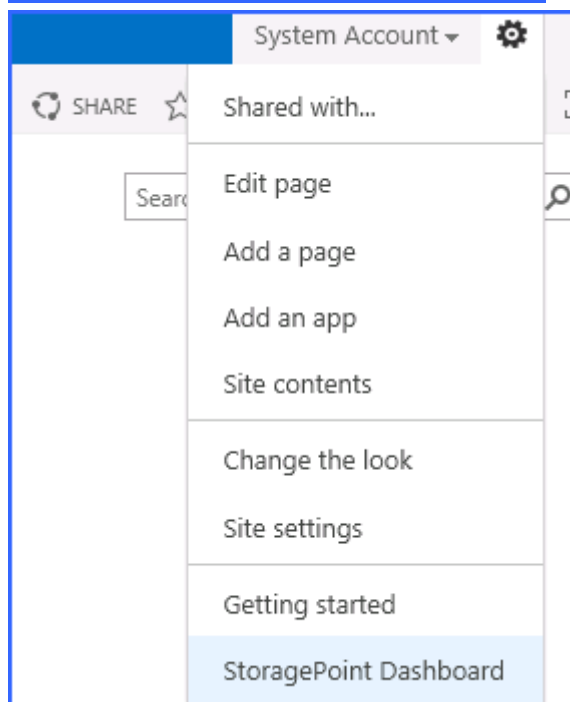 System Account
SHARE
Shared with...
Edit page
Add a page
Add an app
Site contents
Change the look
Site settings
Getting started
StoragePoint Dashboard